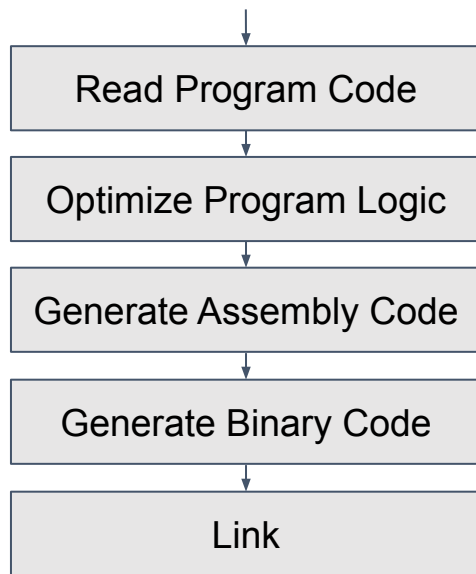 Read Program Code
Optimize Program Logic
Generate Assembly Code
Generate Binary Code
Link